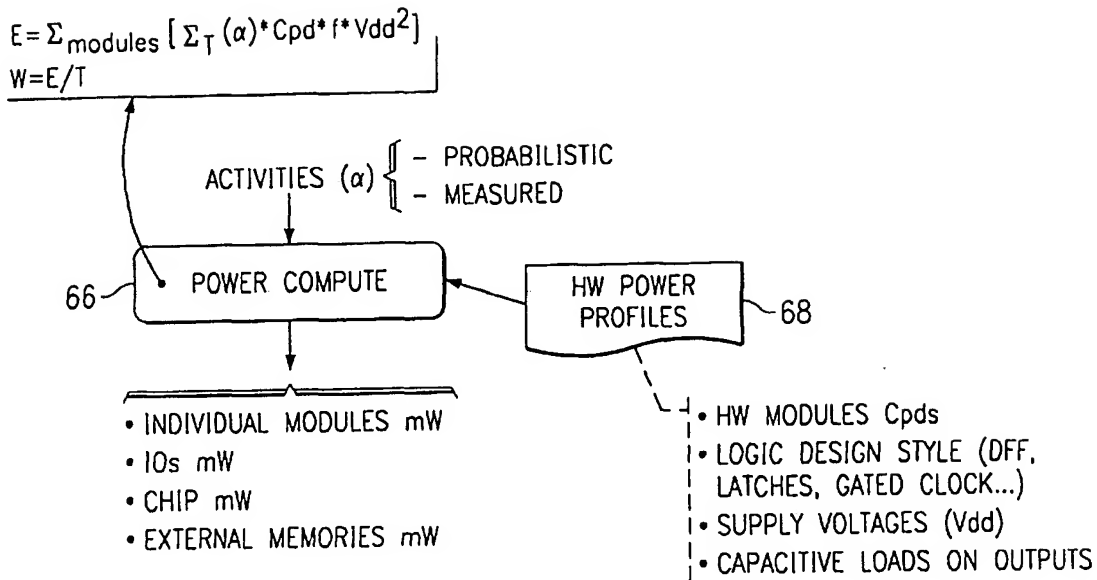 E=Σmodules[ΣT(α)*Cpd*f*Vdd²]
W=E/T
ACTIVITIES (α)
- PROBABILISTIC
- MEASURED
66
POWER COMPUTE
HW POWER
PROFILES
68
• INDIVIDUAL MODULES mW
• IOs mW
• CHIP mW
• EXTERNAL MEMORIES mW
• HW MODULES Cpds
• LOGIC DESIGN STYLE (DFF,
LATCHES, GATED CLOCK...)
• SUPPLY VOLTAGES (Vdd)
• CAPACITIVE LOADS ON OUTPUTS